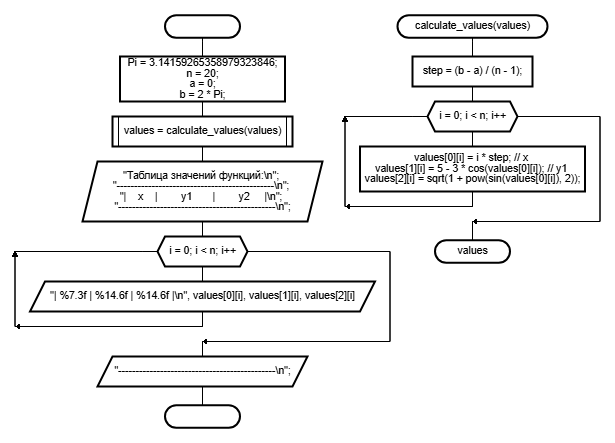 Pi = 3.14159265358979323846;
n = 20;
a = 0;
b = 2 * Pi;
values = calculate_values(values)
"Таблица значений функций:\n";
"---------------------------------------------\n";
"|    x    |        y1       |        y2     |\n";
"---------------------------------------------\n";
i = 0; i < n; i++
"| %7.3f | %14.6f | %14.6f |\n", values[0][i], values[1][i], values[2][i]
"---------------------------------------------\n";
calculate_values(values)
step = (b - a) / (n - 1);
i = 0; i < n; i++
values[0][i] = i * step; // x
values[1][i] = 5 - 3 * cos(values[0][i]); // y1
values[2][i] = sqrt(1 + pow(sin(values[0][i]), 2));
values